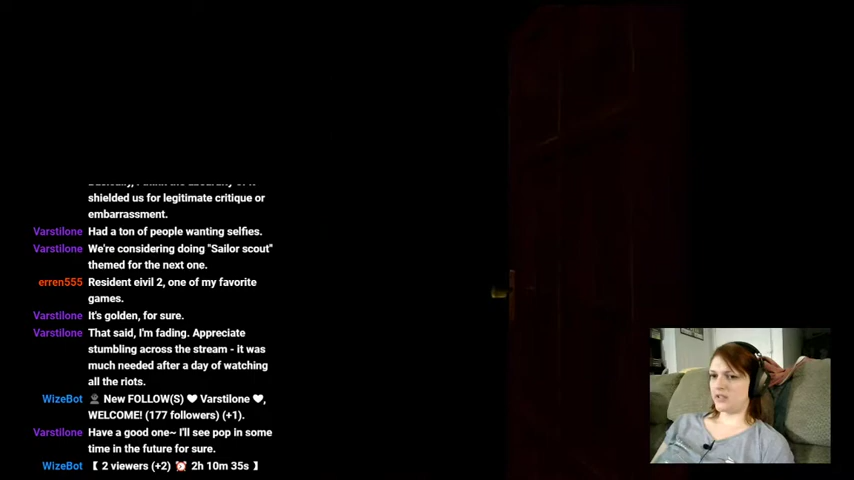 shielded us for legitimate critique or
embarrassment.
Varstilone Had a ton of people wanting selfies.
Varstilone We're considering doing "Sailor scout"
themed for the next one.
erren555 Resident eivil 2, one of my favorite
games.
Varstilone It's golden, for sure.
Varstilone That said, I'm fading. Appreciate
stumbling across the stream - it was
much needed after a day of watching
all the riots.
WizeBot New FOLLOW(S) ♥ Varstilone ♥,
WELCOME! (177 followers) (+1).
Varstilone Have a good one~ I'll see pop in some
time in the future for sure.
WizeBot 【 2 viewers (+2) ⏰ 2h 10m 35s 】